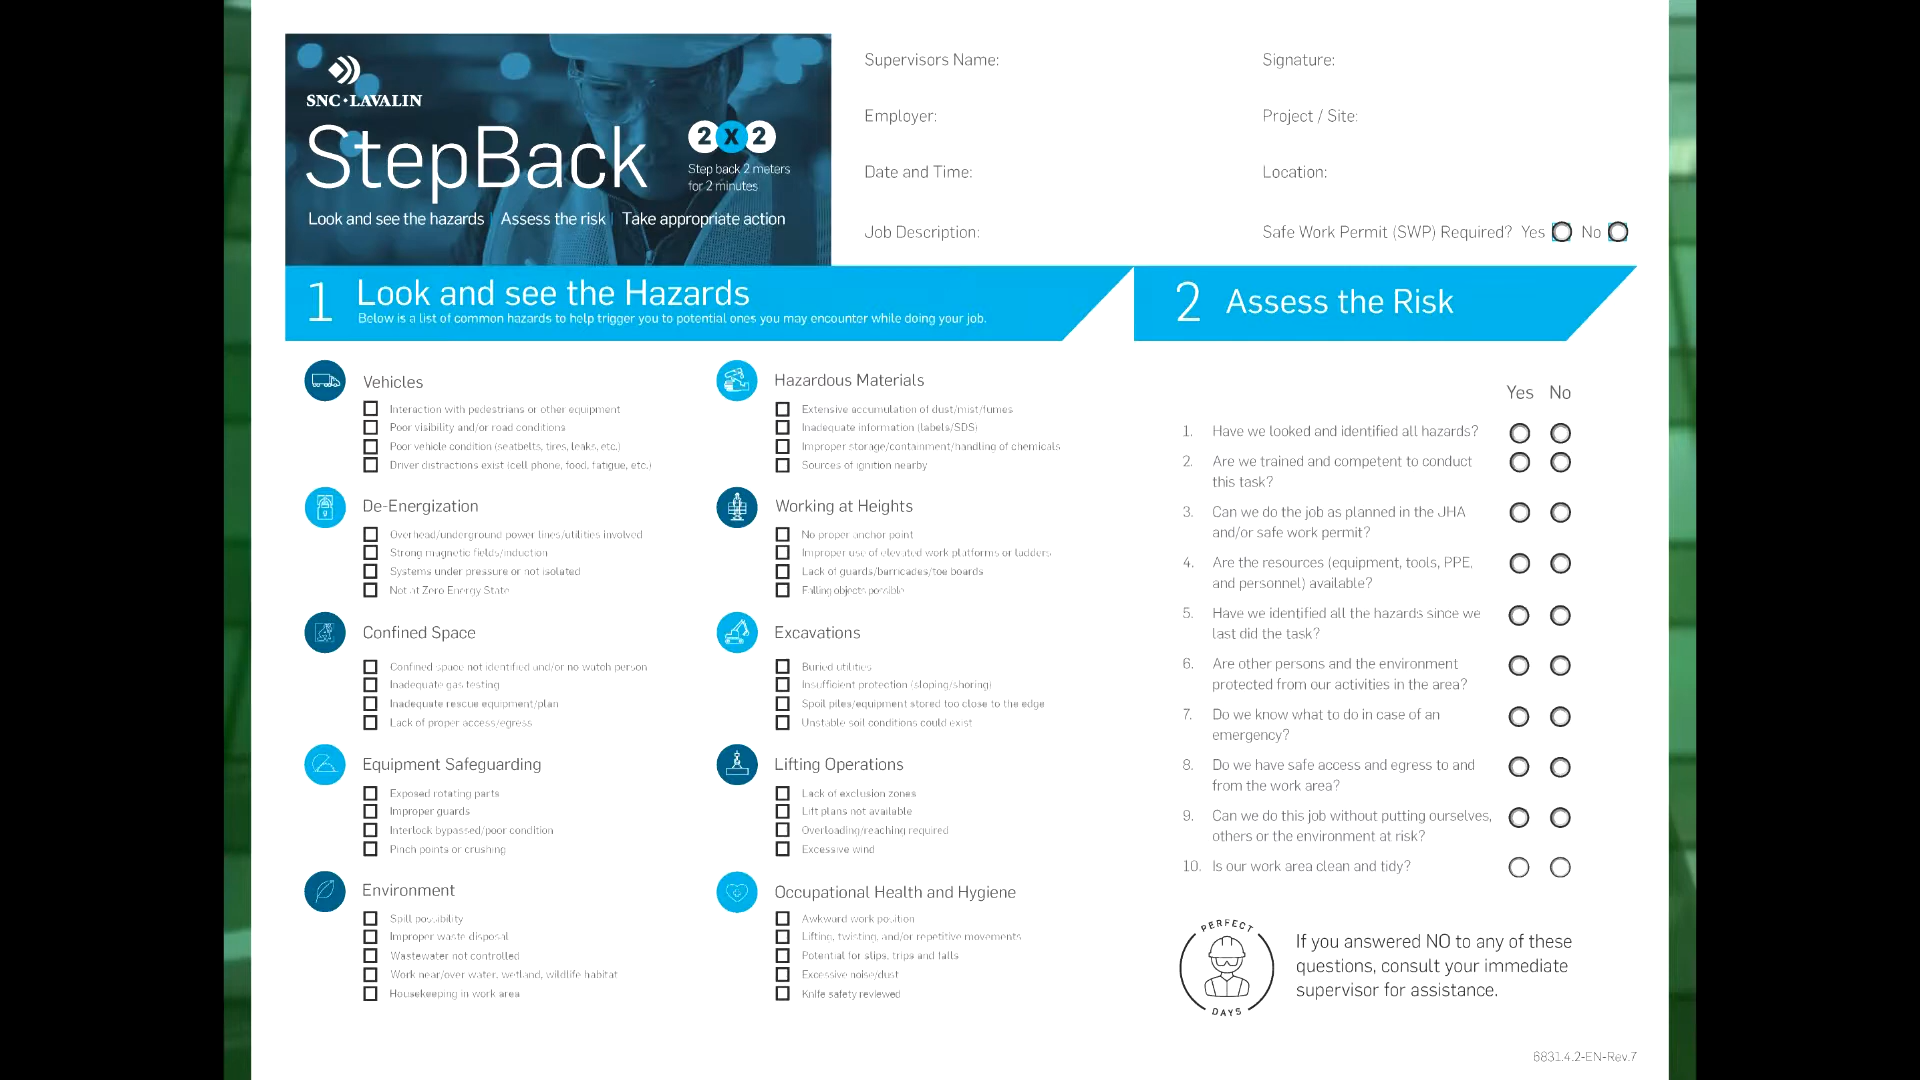 SNC·LAVALIN
StepBack
2 X 2
Step back 2 meters
for 2 minutes
Look and see the hazards | Assess the risk | Take appropriate action
Supervisors Name:
Signature:
Employer:
Project / Site:
Date and Time:
Location:
Job Description:
Safe Work Permit (SWP) Required? Yes No
1 Look and see the Hazards
Below is a list of common hazards to help trigger you to potential ones you may encounter while doing your job.
Vehicles
Interaction with pedestrians or other equipment
Poor visibility and/or road conditions
Poor vehicle condition (seatbelts, tires, leaks, etc.)
Driver distractions exist (cell phone, food, fatigue, etc.)
De-Energization
Overhead/underground power lines/utilities involved
Strong magnetic fields/induction
Systems under pressure or not isolated
Not at Zero Energy State
Confined Space
Confined space not identified and/or no watch person
Inadequate gas testing
Inadequate rescue equipment/plan
Lack of proper access/egress
Equipment Safeguarding
Exposed rotating parts
Improper guards
Interlock bypassed/poor condition
Pinch points or crushing
Environment
Spill possibility
Improper waste disposal
Wastewater not controlled
Work near/over water, wetland, wildlife habitat
Housekeeping in work area
Hazardous Materials
Extensive accumulation of dust/mist/fumes
Inadequate information (labels/SDS)
Improper storage/containment/handling of chemicals
Sources of ignition nearby
Working at Heights
No proper anchor point
Improper use of elevated work platforms or ladders
Lack of guards/barricades/toe boards
Falling objects possible
Excavations
Buried utilities
Insufficient protection (sloping/shoring)
Spoil piles/equipment stored too close to the edge
Unstable soil conditions could exist
Lifting Operations
Lack of exclusion zones
Lift plans not available
Overloading/reaching required
Excessive wind
Occupational Health and Hygiene
Awkward work position
Lifting, twisting, and/or repetitive movements
Potential for slips, trips and falls
Excessive noise/dust
Knife safety reviewed
2 Assess the Risk
Yes No
1. Have we looked and identified all hazards?
2. Are we trained and competent to conduct
this task?
3. Can we do the job as planned in the JHA
and/or safe work permit?
4. Are the resources (equipment, tools, PPE,
and personnel) available?
5. Have we identified all the hazards since we
last did the task?
6. Are other persons and the environment
protected from our activities in the area?
7. Do we know what to do in case of an
emergency?
8. Do we have safe access and egress to and
from the work area?
9. Can we do this job without putting ourselves,
others or the environment at risk?
10. Is our work area clean and tidy?
PERFECT
DAYS
If you answered NO to any of these
questions, consult your immediate
supervisor for assistance.
6831.4.2-EN-Rev.7